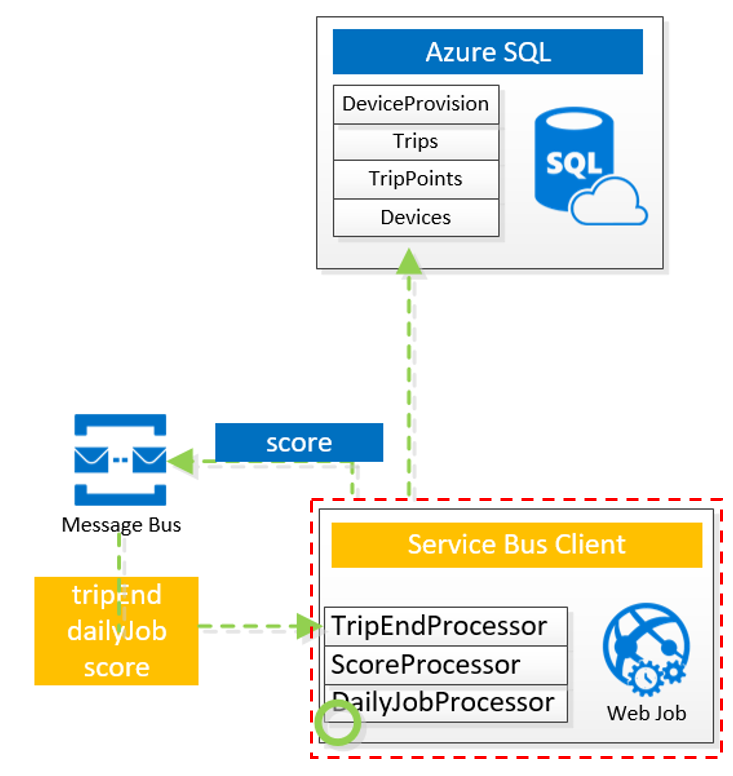 Azure SQL
DeviceProvision
Trips
TripPoints
Devices
SQL
score
Message Bus
tripEnd
dailyJob
score
Service Bus Client
TripEndProcessor
ScoreProcessor
DailyJobProcessor
Web Job